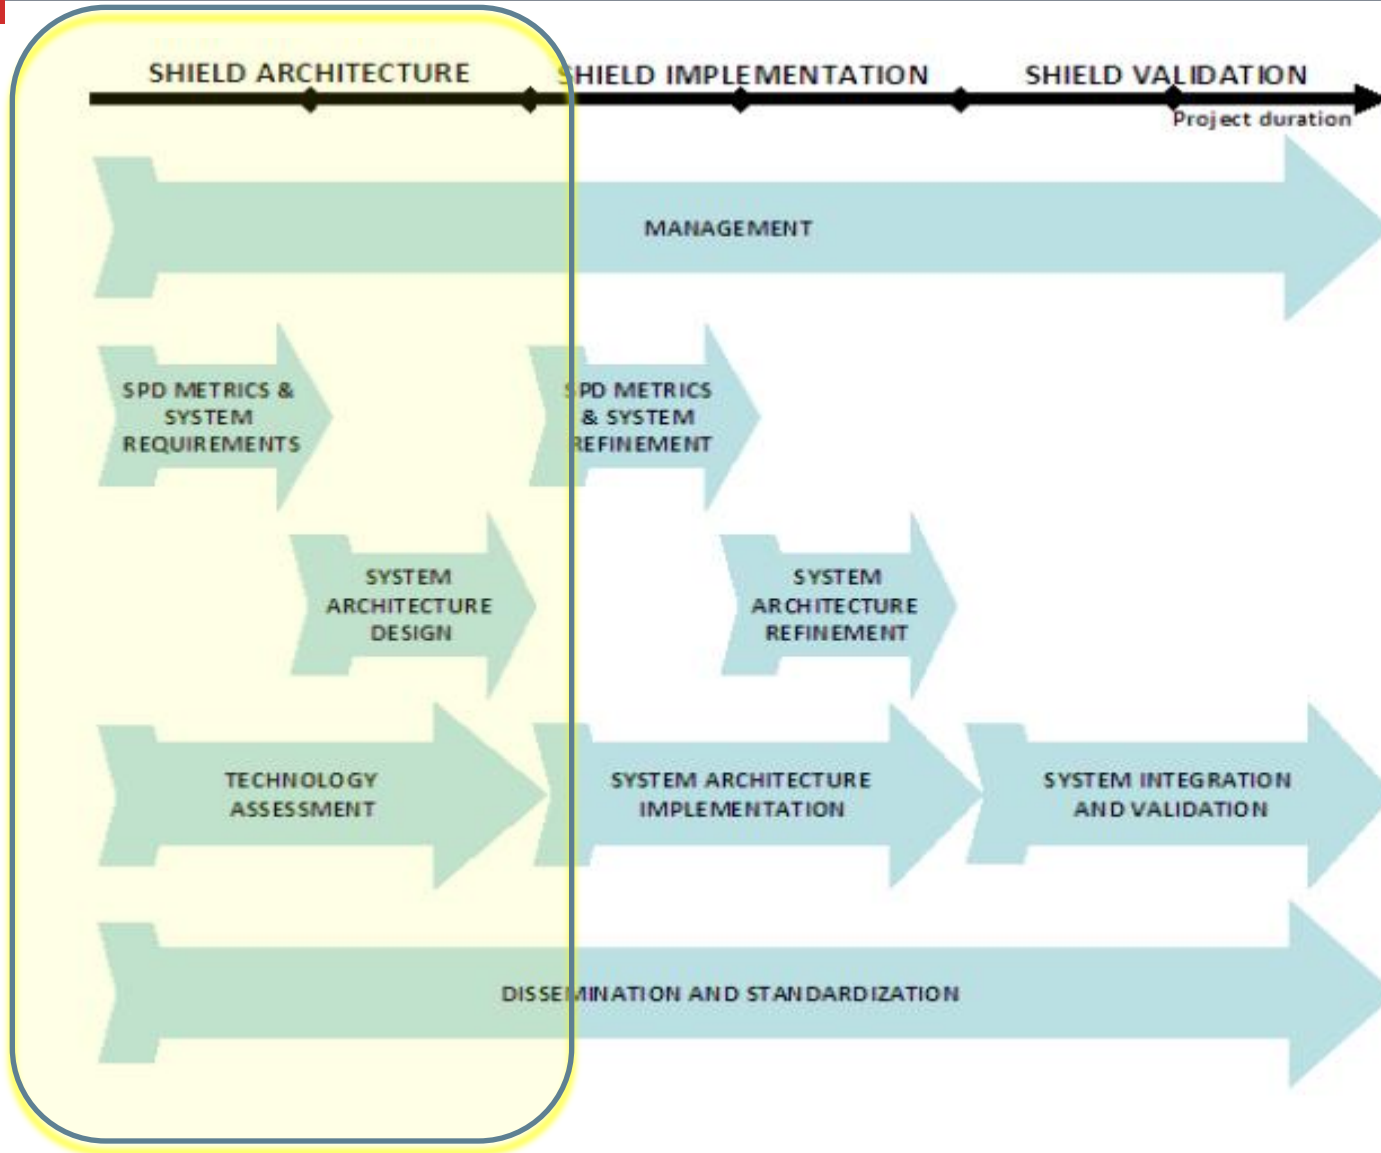 SHIELD ARCHITECTURE
SHIELD IMPLEMENTATION
SHIELD VALIDATION
Project duration
MANAGEMENT
SPD METRICS &
SYSTEM
REQUIREMENTS
SPD METRICS
& SYSTEM
REFINEMENT
SYSTEM
ARCHITECTURE
DESIGN
SYSTEM
ARCHITECTURE
REFINEMENT
TECHNOLOGY
ASSESSMENT
SYSTEM ARCHITECTURE
IMPLEMENTATION
SYSTEM INTEGRATION
AND VALIDATION
DISSEMINATION AND STANDARDIZATION